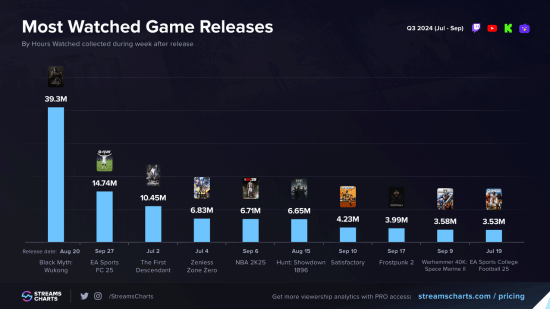 Most Watched Game Releases
By Hours Watched collected during week after release
Q3 2024 (Jul - Sep)
39.3M
14.74M
10.45M
6.83M
6.71M
6.65M
4.23M
3.99M
3.58M
3.53M
Release date: Aug 20
Sep 27
Jul 2
Jul 4
Sep 6
Aug 15
Sep 10
Sep 17
Sep 9
Jul 19
Black Myth:
Wukong
EA Sports
FC 25
The First
Descendant
Zenless
Zone Zero
NBA 2K25
Hunt: Showdown
1896
Satisfactory
Frostpunk 2
Warhammer 40K:
Space Marine II
EA Sports College
Football 25
STREAMS
CHARTS
/StreamsCharts
Get more viewership analytics with PRO access:
streamscharts.com / pricing